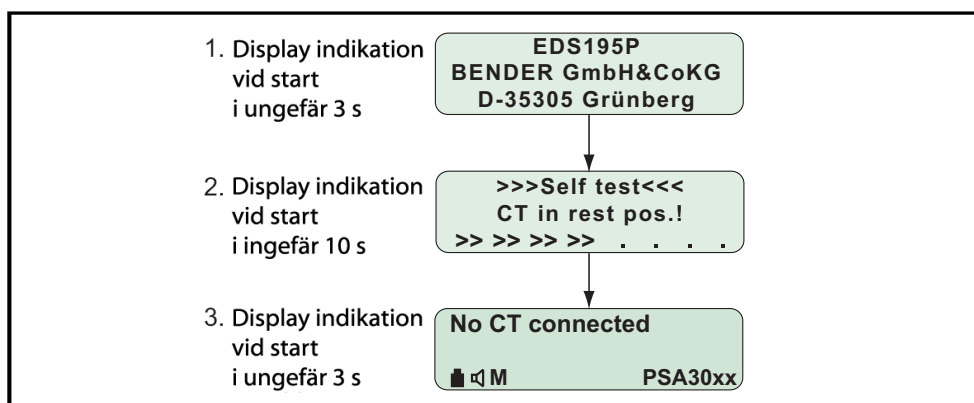 1. Display indikation
vid start
i ungefär 3 s
EDS195P
BENDER GmbH&CoKG
D-35305 Grünberg
2. Display indikation
vid start
i ingefär 10 s
>>>Self test<<<
CT in rest pos.!
>> >> >> >> . . . .
3. Display indikation
vid start
i ungefär 3 s
No CT connected
M PSA30xx